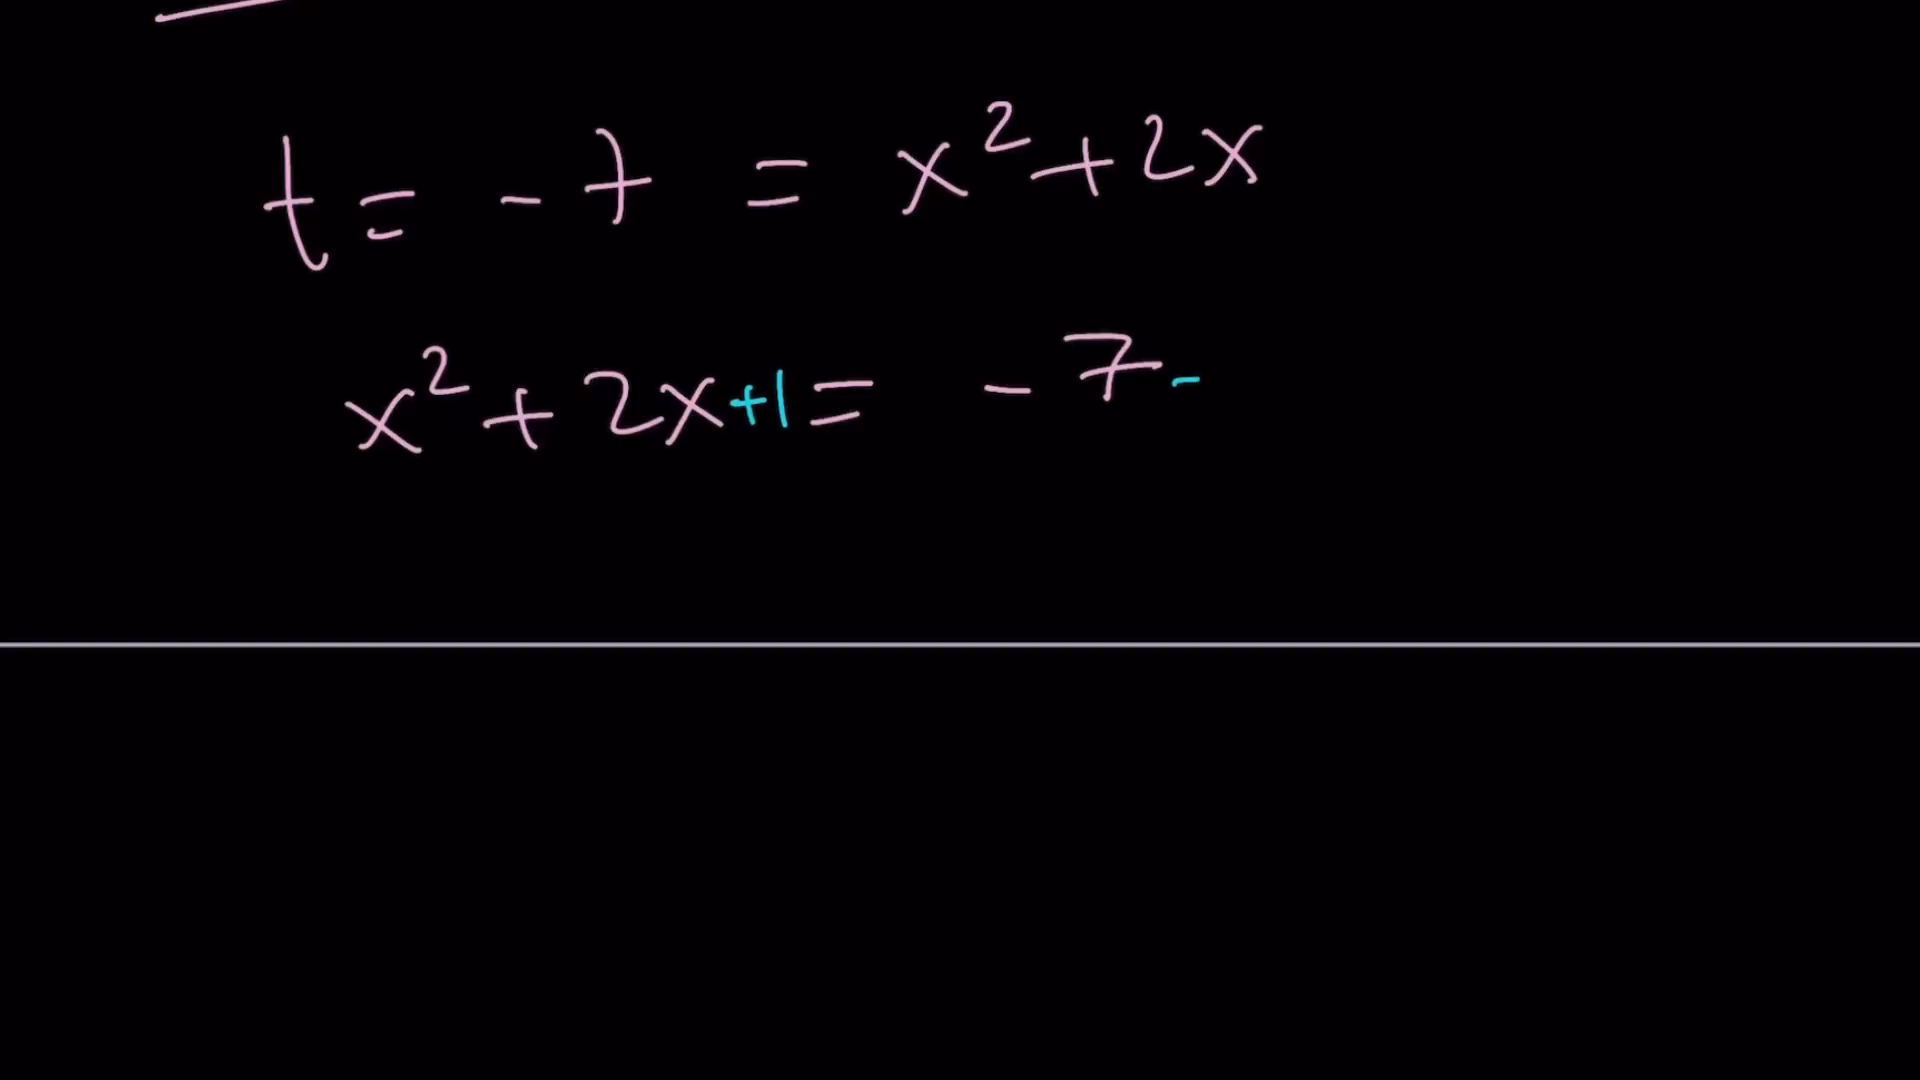 t = - 7 = x² + 2x
x² + 2x + 1 = - 7 -